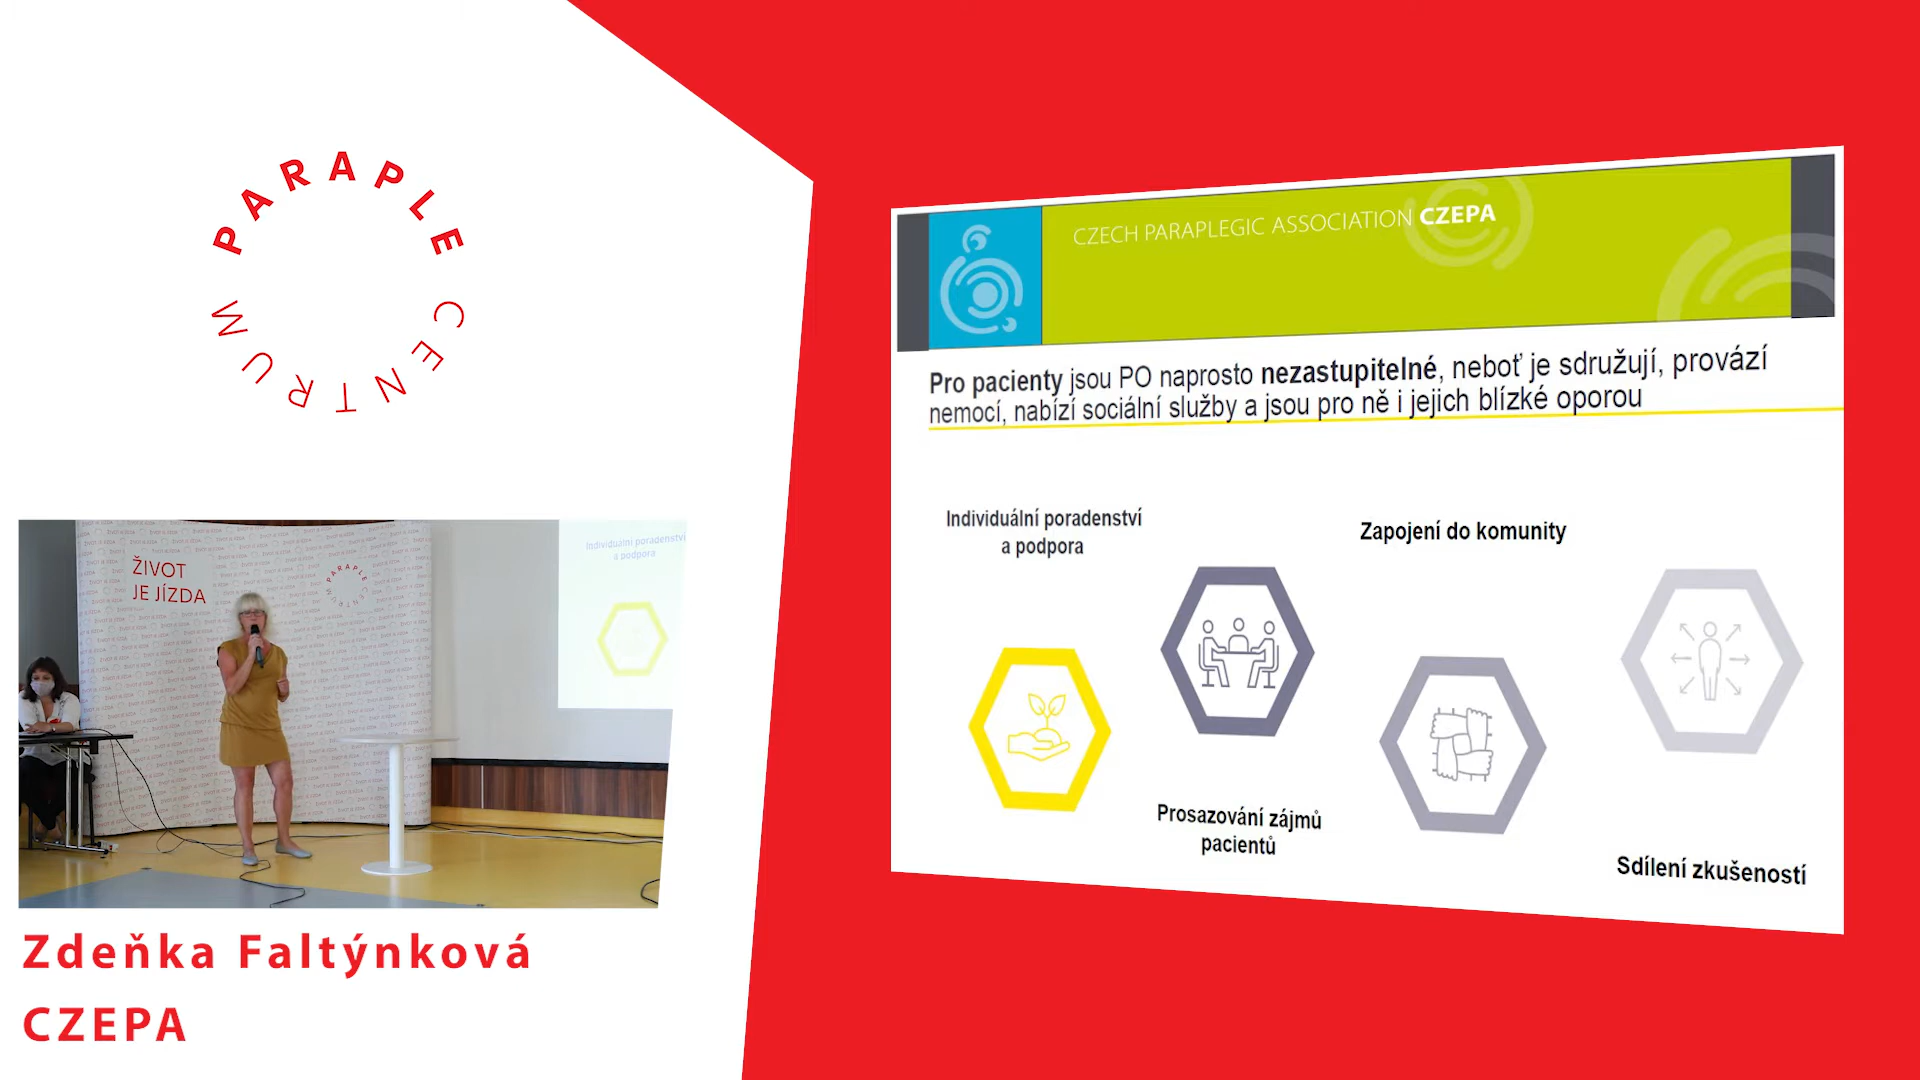 PARAPLE CENTRUM
ŽIVOT
JE JÍZDA
PARAPLE CENTRUM
Individuální poradenství
a podpora
Zdeňka Faltýnková
CZEPA
CZECH PARAPLEGIC ASSOCIATION CZEPA
Pro pacienty jsou PO naprosto nezastupitelné, neboť je sdružují, provází
nemocí, nabízí sociální služby a jsou pro ně i jejich blízké oporou
Individuální poradenství
a podpora
Zapojení do komunity
Prosazování zájmů
pacientů
Sdílení zkušeností